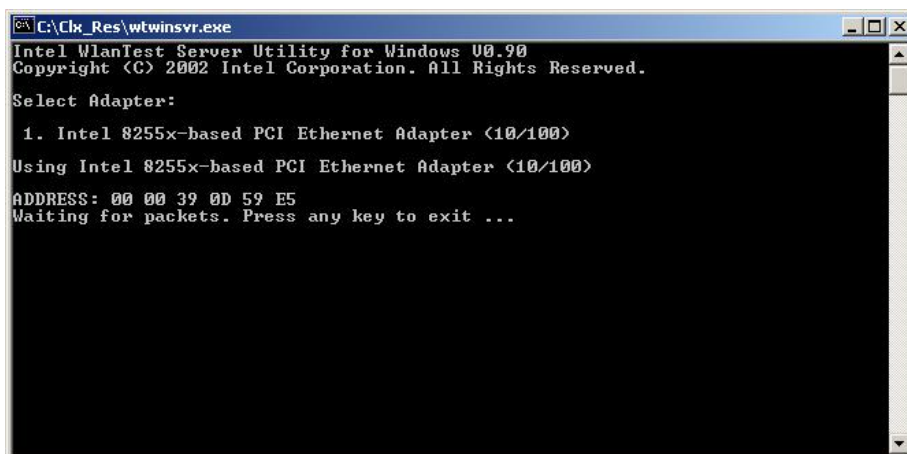 C:\Clx_Res\wtwinsvr.exe
Intel WlanTest Server Utility for Windows V0.90
Copyright (C) 2002 Intel Corporation. All Rights Reserved.
Select Adapter:
1. Intel 8255x-based PCI Ethernet Adapter (10/100)
Using Intel 8255x-based PCI Ethernet Adapter (10/100)
ADDRESS: 00 00 39 0D 59 E5
Waiting for packets. Press any key to exit ...